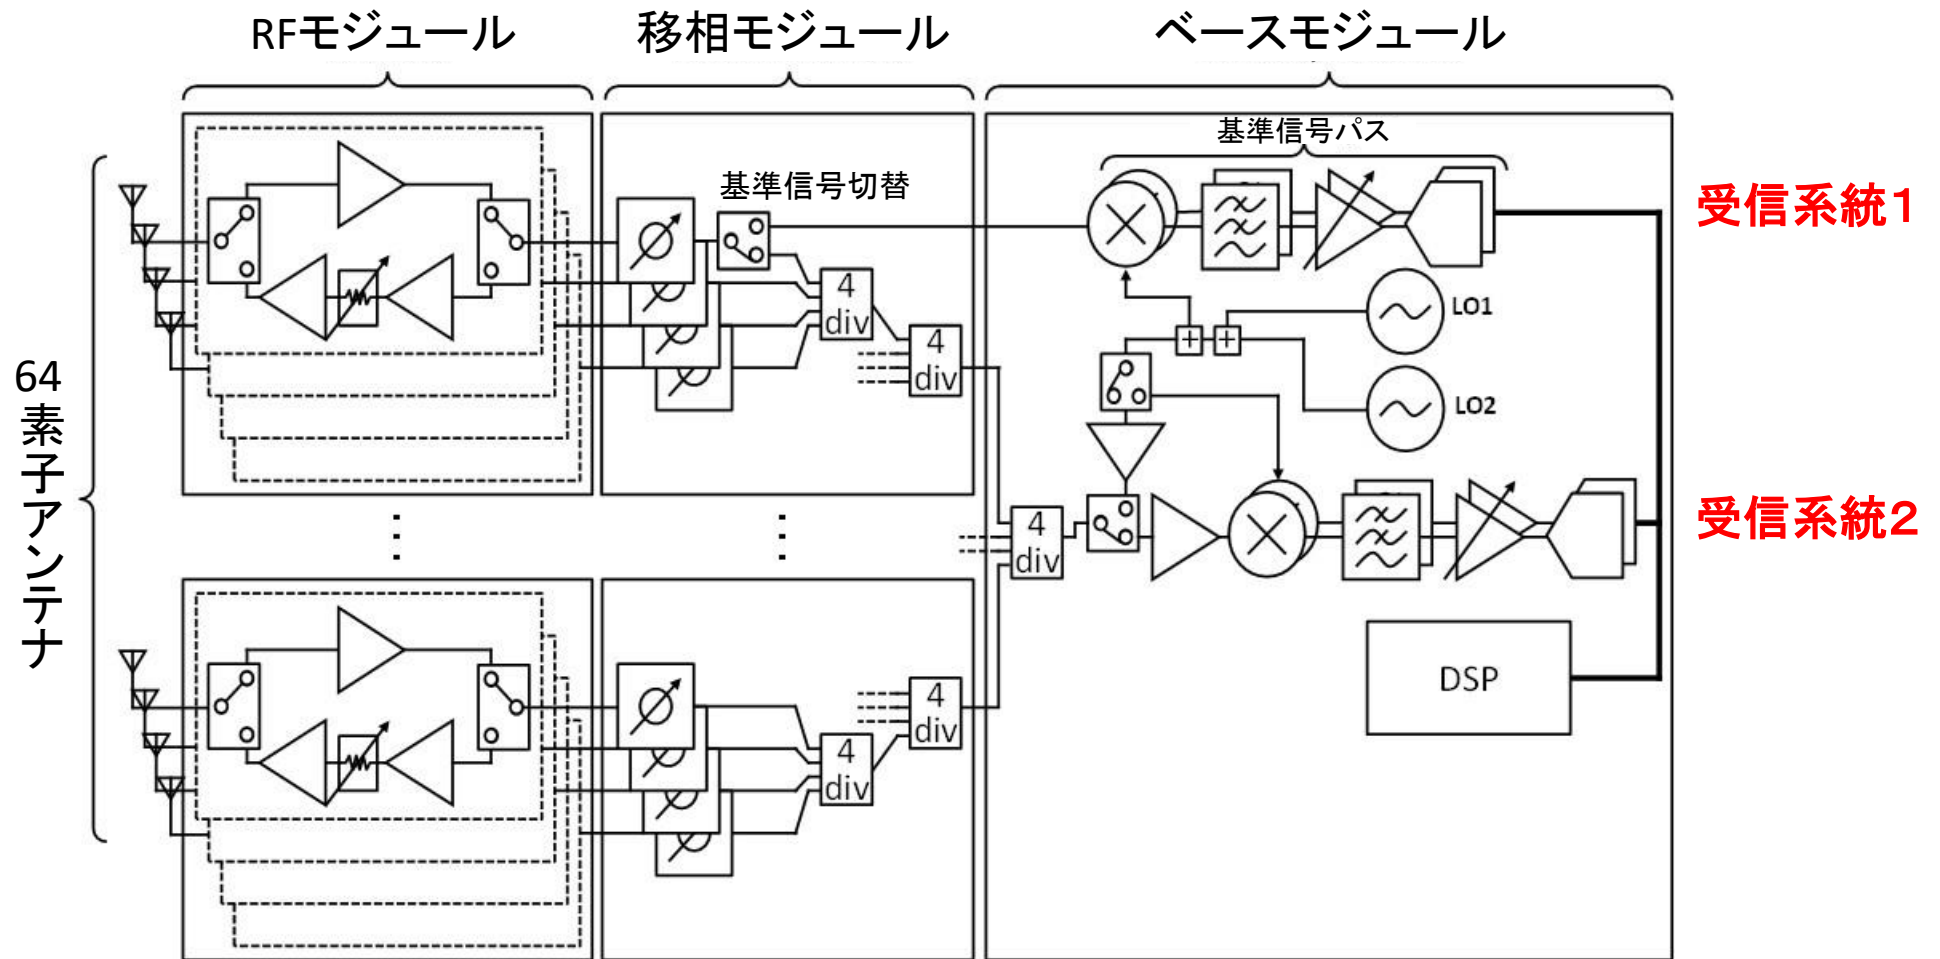 RFモジュール
移相モジュール
ベースモジュール
基準信号パス
基準信号切替
受信系統1
4
div
4
div
LO1
64
素子アンテナ
LO2
受信系統2
4
div
DSP
4
div
4
div